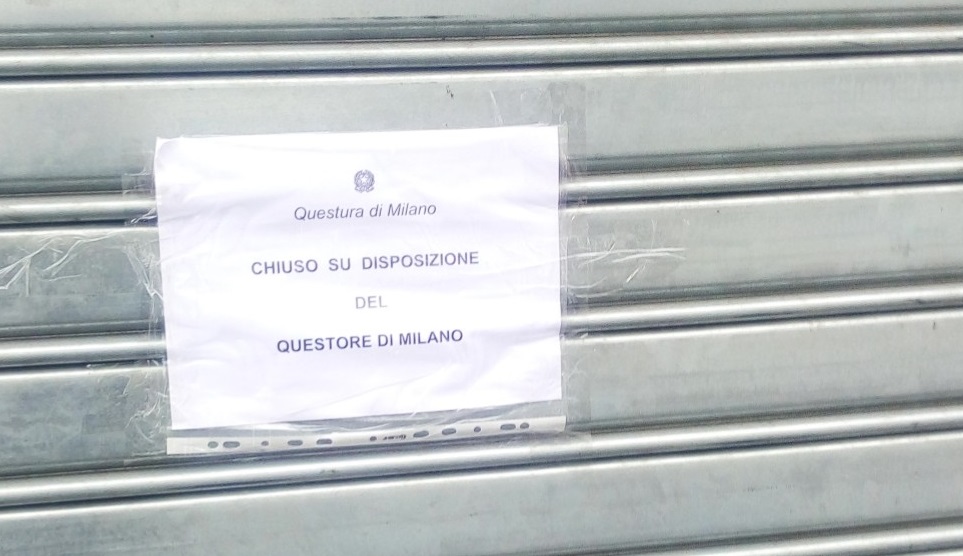 Questura di Milano
CHIUSO SU DISPOSIZIONE
DEL
QUESTORE DI MILANO